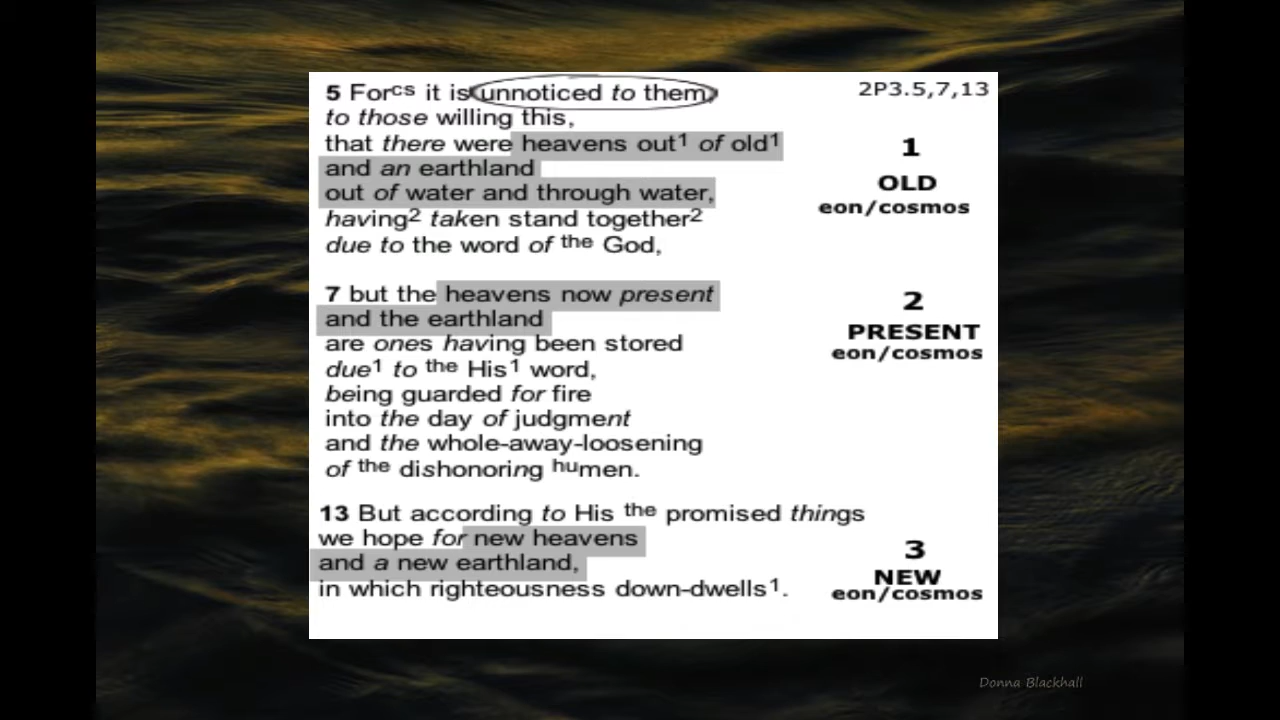 5 Forcs it is unnoticed to them, 2P3.5,7,13
to those willing this,
that there were heavens out1 of old1 1
and an earthland OLD
out of water and through water, eon/cosmos
having2 taken stand together2
due to the word of the God,
7 but the heavens now present 2
and the earthland PRESENT
are ones having been stored eon/cosmos
due1 to the His1 word,
being guarded for fire
into the day of judgment
and the whole-away-loosening
of the dishonoring humen.
13 But according to His the promised things
we hope for new heavens 3
and a new earthland, NEW
in which righteousness down-dwells1. eon/cosmos
Donna Blackhall